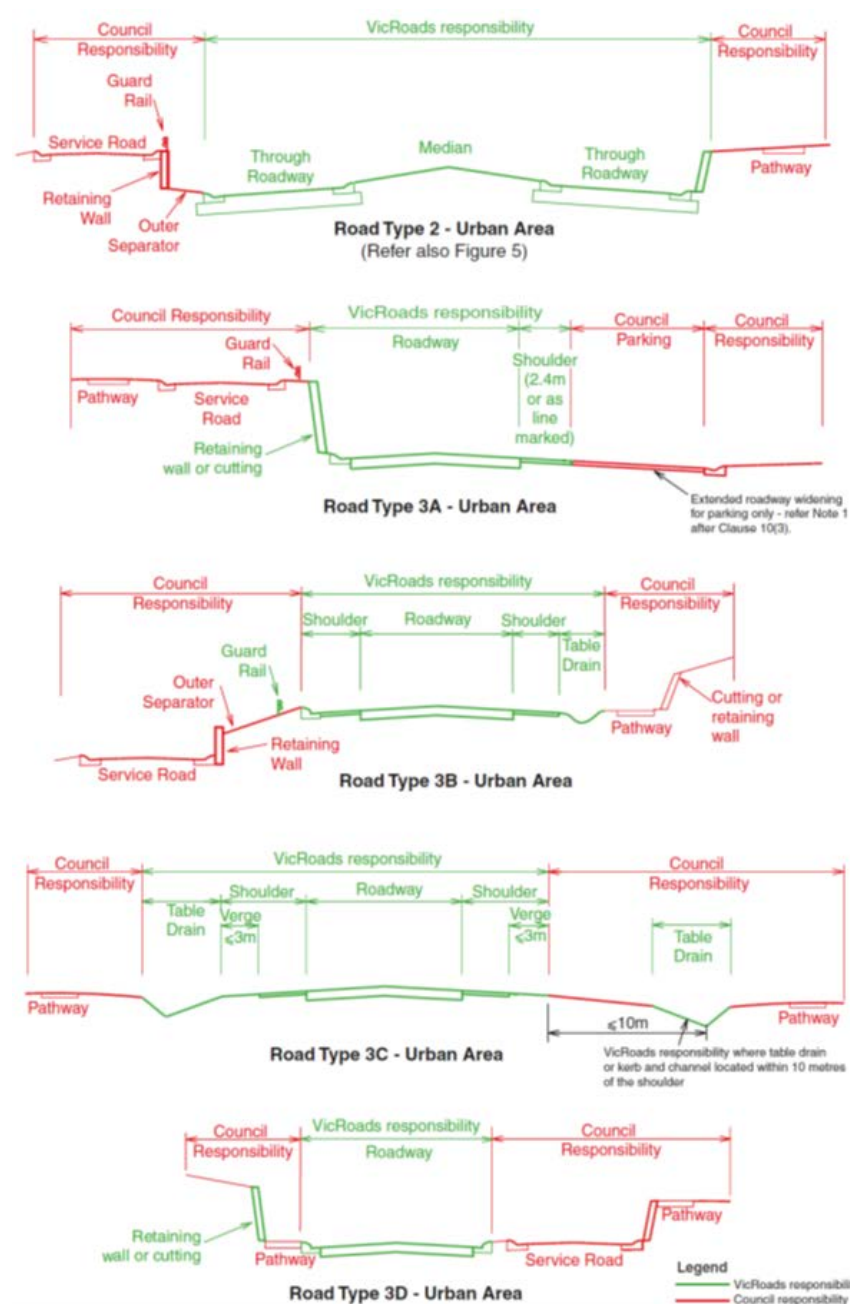 Council
Responsibility
VicRoads responsibility
Council
Responsibility
Guard
Rail
Service Road
Through
Roadway
Median
Through
Roadway
Pathway
Retaining
Wall
Outer
Separator
Road Type 2 - Urban Area
(Refer also Figure 5)
Council Responsibility
VicRoads responsibility
Council
Parking
Council
Responsibility
Guard
Rail
Roadway
Shoulder
(2.4m
or as
line
marked)
Pathway
Service
Road
Retaining
wall or cutting
Road Type 3A - Urban Area
Extended roadway widening
for parking only - refer Note 1
after Clause 10(3).
Council
Responsibility
VicRoads responsibility
Council
Responsibility
Shoulder
Roadway
Shoulder
Table
Drain
Guard
Rail
Outer
Separator
Retaining
Wall
Service Road
Pathway
Cutting or
retaining
wall
Road Type 3B - Urban Area
Council
Responsibility
VicRoads responsibility
Council
Responsibility
Table
Drain
Shoulder
Verge
⩽3m
Roadway
Shoulder
Verge
⩽3m
Table
Drain
Pathway
⩽10m
Pathway
VicRoads responsibility where table drain
or kerb and channel located within 10 metres
of the shoulder
Road Type 3C - Urban Area
Council
Responsibility
VicRoads responsibility
Roadway
Council
Responsibility
Retaining
wall or cutting
Pathway
Service Road
Pathway
Road Type 3D - Urban Area
Legend
VicRoads responsibili
Council responsibility